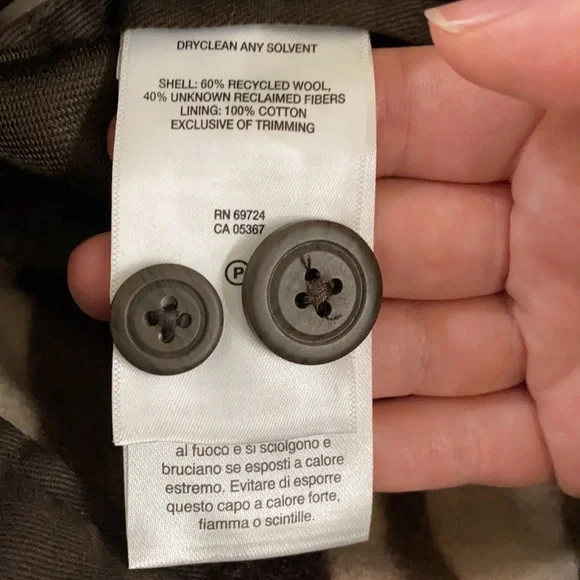 DRYCLEAN ANY SOLVENT
SHELL: 60% RECYCLED WOOL,
40% UNKNOWN RECLAIMED FIBERS
LINING: 100% COTTON
EXCLUSIVE OF TRIMMING
RN 69724
CA 05367
P
al fuoco e si sciolgono e
bruciano se esposti a calore
estremo. Evitare di esporre
questo capo a calore forte,
fiamma o scintille.